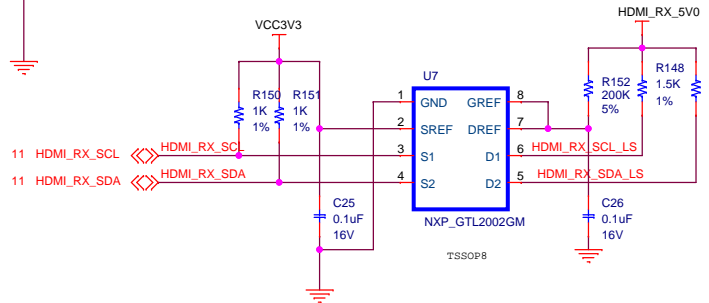 HDMI_RX_5V0
VCC3V3
U7
R150
1K
1%
R151
1K
1%
R152
200K
5%
R148
1.5K
1%
1 GND GREF 8
2 SREF DREF 7
11 HDMI_RX_SCL HDMI_RX_SCL 3 S1 D1 6 HDMI_RX_SCL_LS
11 HDMI_RX_SDA HDMI_RX_SDA 4 S2 D2 5 HDMI_RX_SDA_LS
C25
0.1uF
16V
NXP_GTL2002GM
TSSOP8
C26
0.1uF
16V